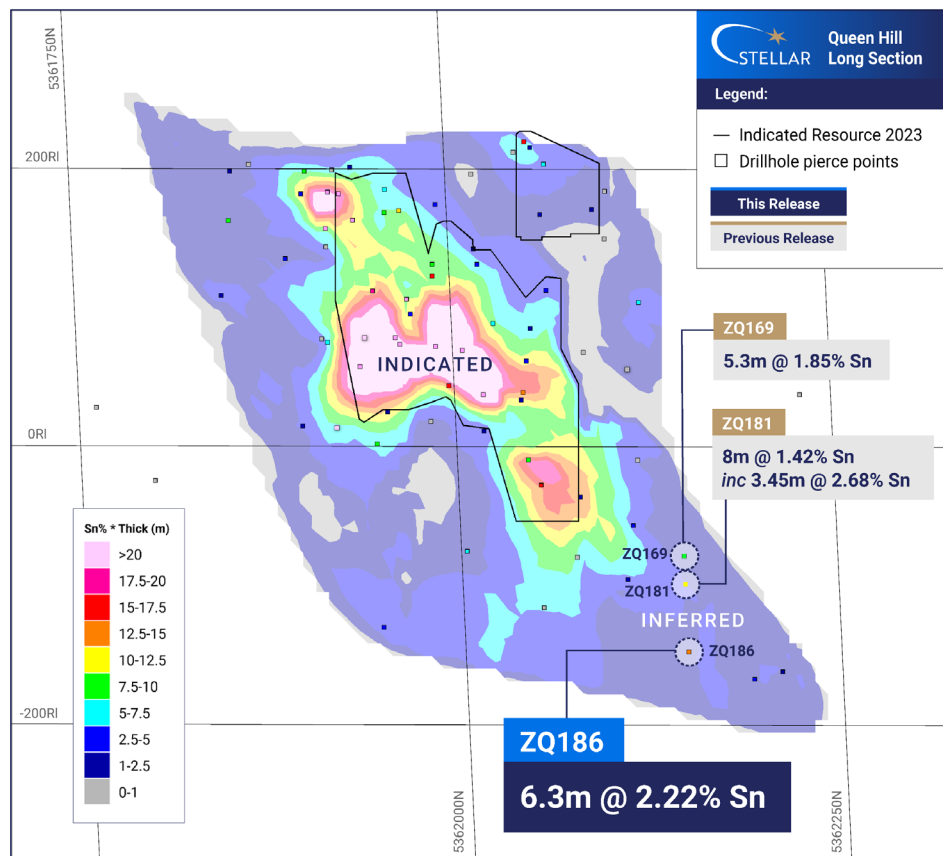 STELLAR
Queen Hill
Long Section
Legend:
Indicated Resource 2023
Drillhole pierce points
This Release
Previous Release
5361750N
200Rl
0Rl
-200Rl
5362000N
5362250N
INDICATED
ZQ169
5.3m @ 1.85% Sn
ZQ181
8m @ 1.42% Sn
inc 3.45m @ 2.68% Sn
ZQ169
ZQ181
INFERRED
ZQ186
ZQ186
6.3m @ 2.22% Sn
Sn% * Thick (m)
>20
17.5-20
15-17.5
12.5-15
10-12.5
7.5-10
5-7.5
2.5-5
1-2.5
0-1